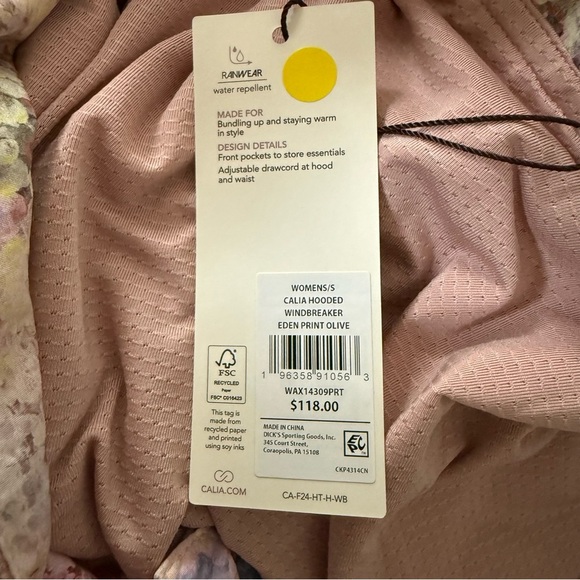 RAINWEAR
water repellent
MADE FOR
Bundling up and staying warm
in style
DESIGN DETAILS
Front pockets to store essentials
Adjustable drawcord at hood
and waist
WOMENS/S
CALIA HOODED
WINDBREAKER
EDEN PRINT OLIVE
1 96358 91056 3
WAX14309PRT
$118.00
MADE IN CHINA
DICK'S Sporting Goods, Inc.
345 Court Street,
Coraopolis, PA 15108
CKP4314CN
FSC
RECYCLED
Paper
FSC® C016423
This tag is
made from
recycled paper
and printed
using soy inks
CALIA.COM
CA-F24-HT-H-WB